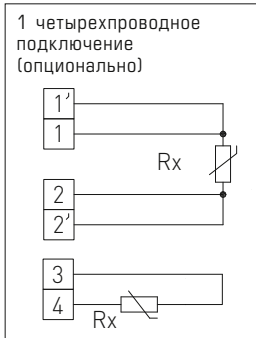 1 четырехпроводное
подключение
(опционально)
1'
1
Rx
2
2'
3
4
Rx